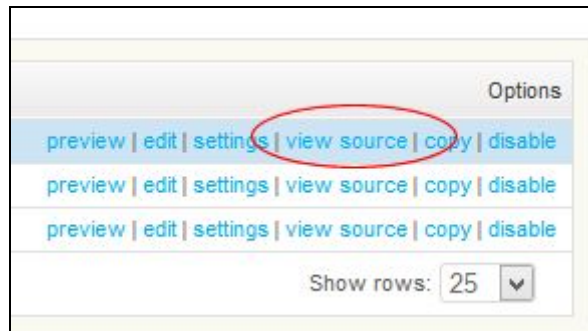 Options
preview | edit | settings | view source | copy | disable
preview | edit | settings | view source | copy | disable
preview | edit | settings | view source | copy | disable
Show rows: 25